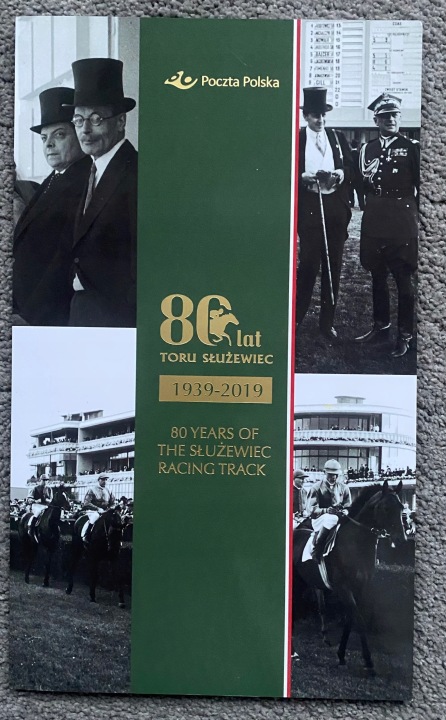 Poczta Polska
80 lat
TORU SŁUŻEWIEC
1939-2019
80 YEARS OF
THE SŁUŻEWIEC
RACING TRACK